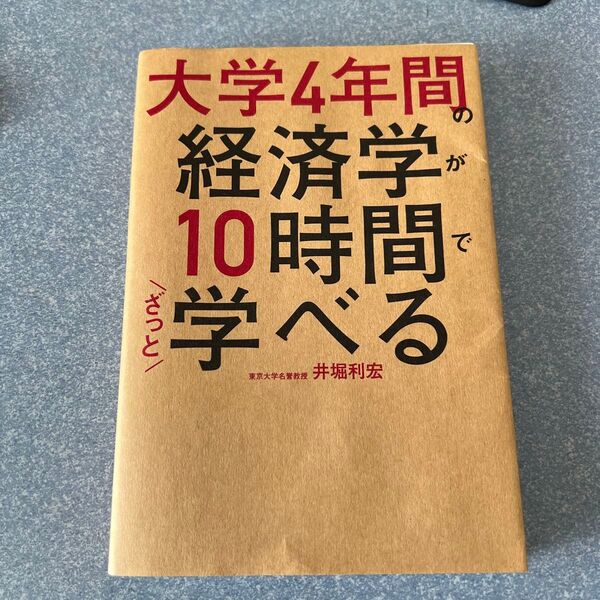 大学4年間の
経済学が
10時間で
＼ざっと／
学べる
東京大学名誉教授 井堀利宏